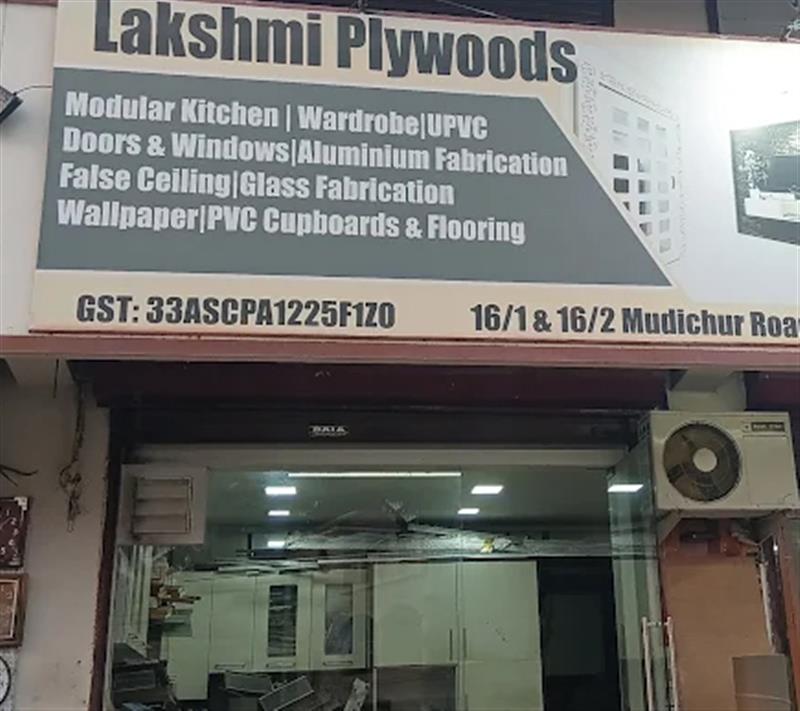 Lakshmi Plywoods
Modular Kitchen | Wardrobe|UPVC
Doors & Windows|Aluminium Fabrication
False Ceiling|Glass Fabrication
Wallpaper|PVC Cupboards & Flooring
GST: 33ASCPA1225F1ZO 16/1 & 16/2 Mudichur Roa